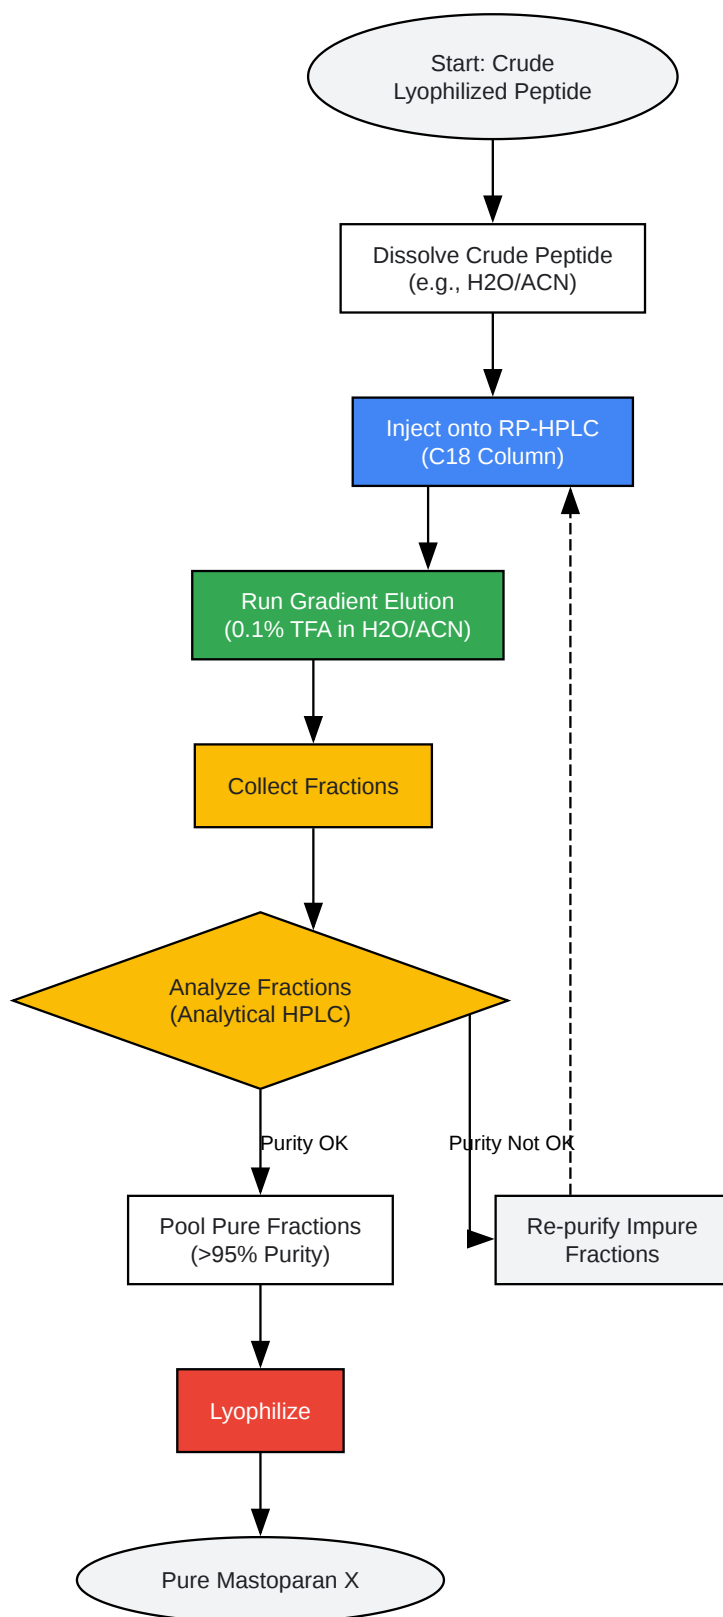 Start: Crude
Lyophilized Peptide
Dissolve Crude Peptide
(e.g., H2O/ACN)
Inject onto RP-HPLC
(C18 Column)
Run Gradient Elution
(0.1% TFA in H2O/ACN)
Collect Fractions
Analyze Fractions
(Analytical HPLC)
Purity OK
Purity Not OK
Pool Pure Fractions
(>95% Purity)
Re-purify Impure
Fractions
Lyophilize
Pure Mastoparan X